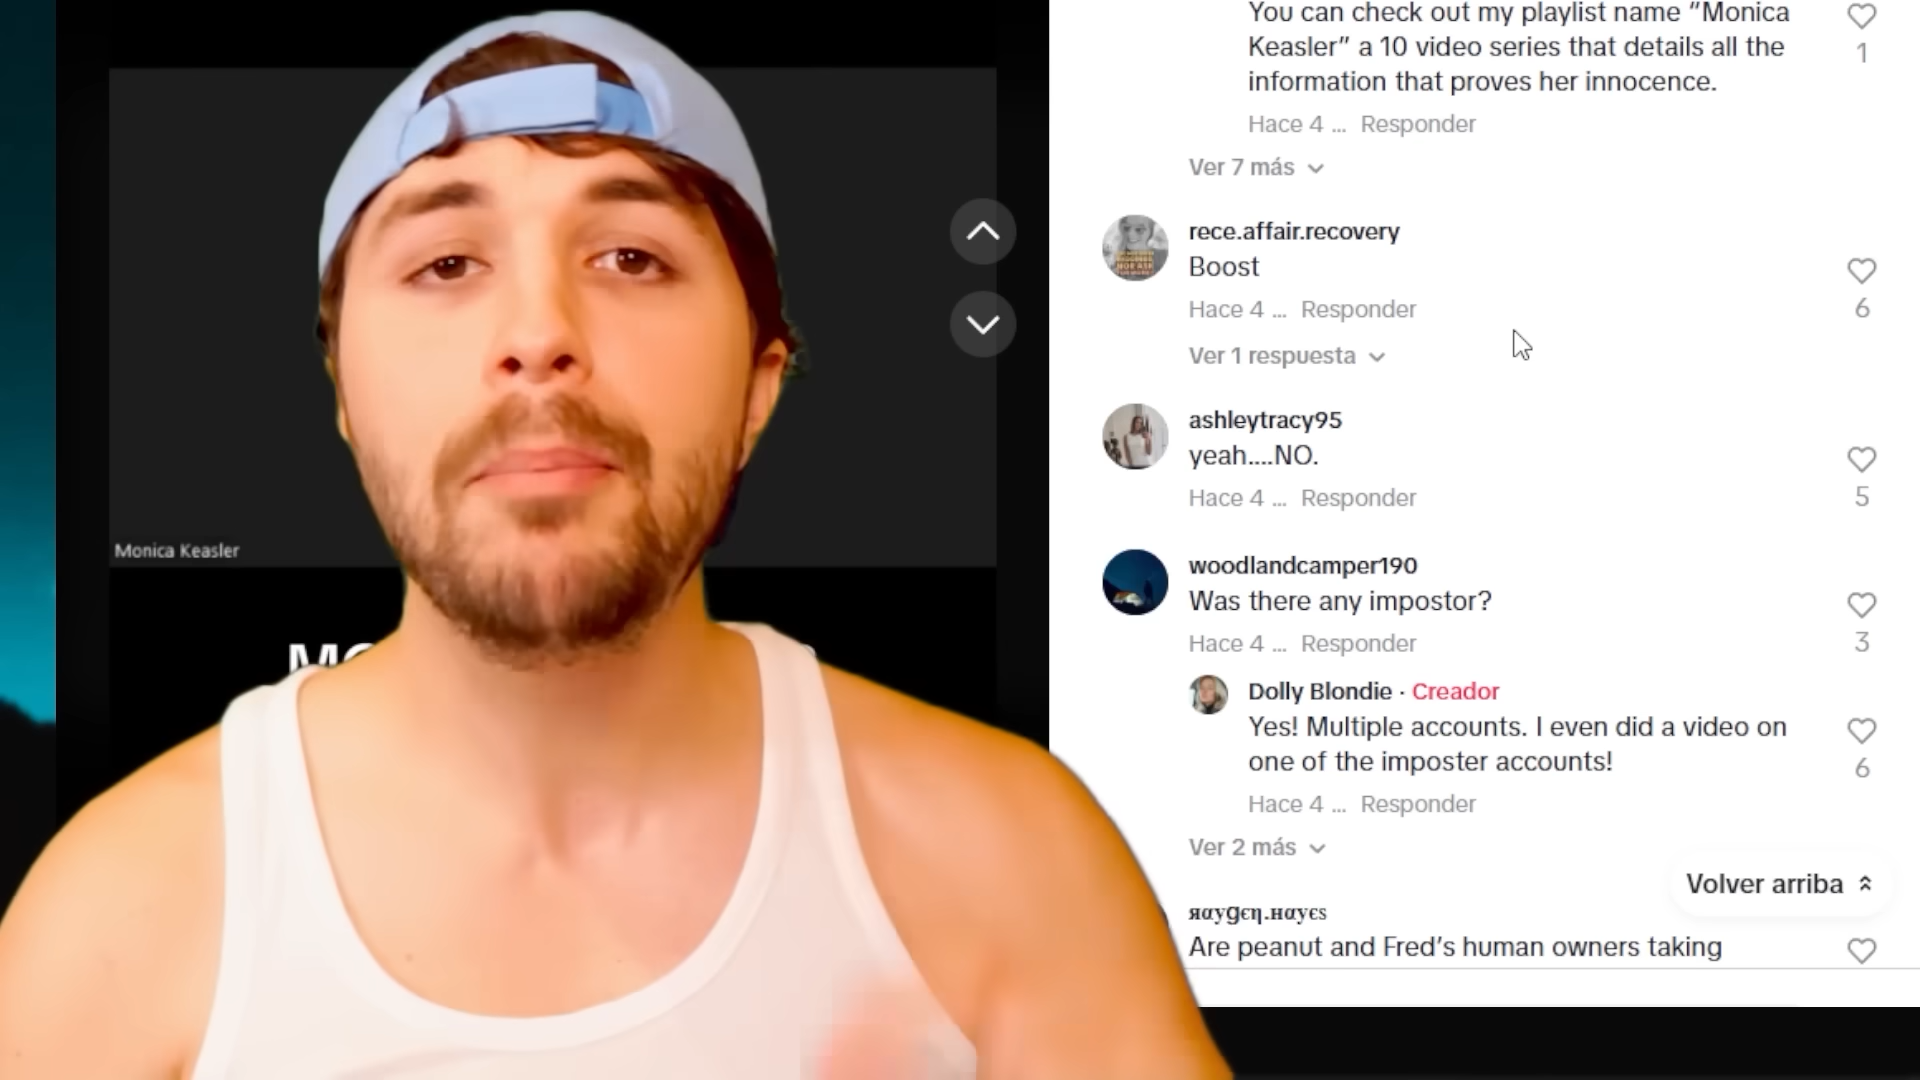 You can check out my playlist name "Monica
Keasler" a 10 video series that details all the
information that proves her innocence.
1
Hace 4 ... Responder
Ver 7 más
rece.affair.recovery
Boost
6
Hace 4 ... Responder
Ver 1 respuesta
ashleytracy95
yeah....NO.
5
Hace 4 ... Responder
woodlandcamper190
Was there any impostor?
3
Hace 4 ... Responder
Dolly Blondie · Creador
Yes! Multiple accounts. I even did a video on
one of the imposter accounts!
6
Hace 4 ... Responder
Ver 2 más
Volver arriba
яαуgєη.нαуєѕ
Are peanut and Fred's human owners taking
Monica Keasler